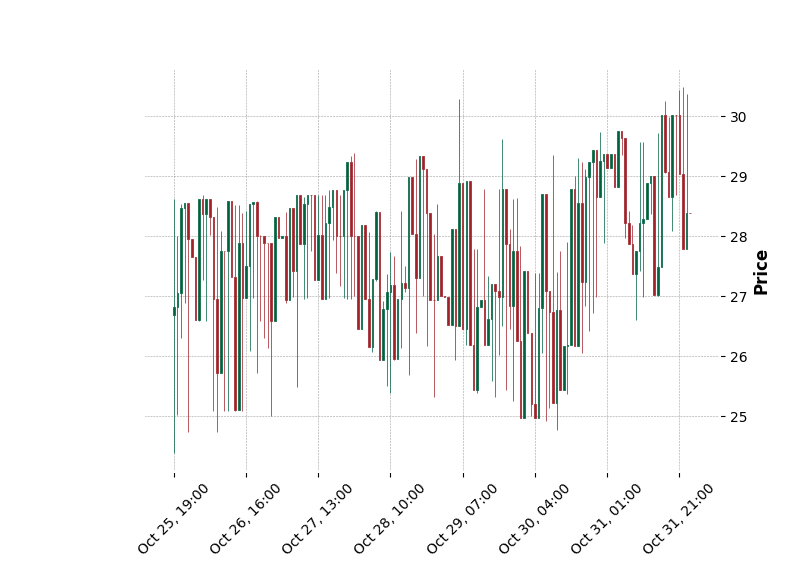 30
29
28
27
26
25
Price
Oct 25, 19:00
Oct 26, 16:00
Oct 27, 13:00
Oct 28, 10:00
Oct 29, 07:00
Oct 30, 04:00
Oct 31, 01:00
Oct 31, 21:00